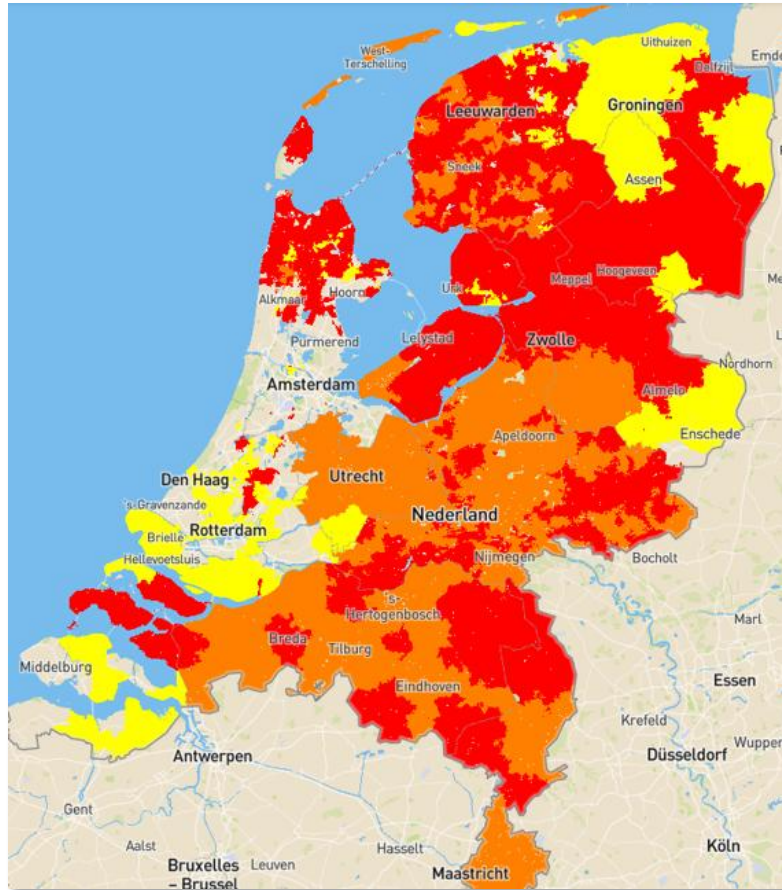 Uithuizen
Emde
West-
Terschelling
Delfzijl
Leeuwarden
Groningen
Sneek
Assen
Hoogeveen
Meppel
Me
Urk
Hoorn
Alkmaar
Lelystad
Zwolle
Purmerend
Nordhorn
Amsterdam
Almelo
Apeldoorn
Enschede
Den Haag
Utrecht
's-Gravenzande
Nederland
Rotterdam
Brielle
Hellevoetsluis
Nijmegen
Bocholt
's-
Hertogenbosch
Marl
Breda
Tilburg
Middelburg
Eindhoven
Essen
Krefeld
Antwerpen
Düsseldorf
Wupper
Gent
Aalst
Hasselt
Köln
Bruxelles
– Brussel
Leuven
Maastricht